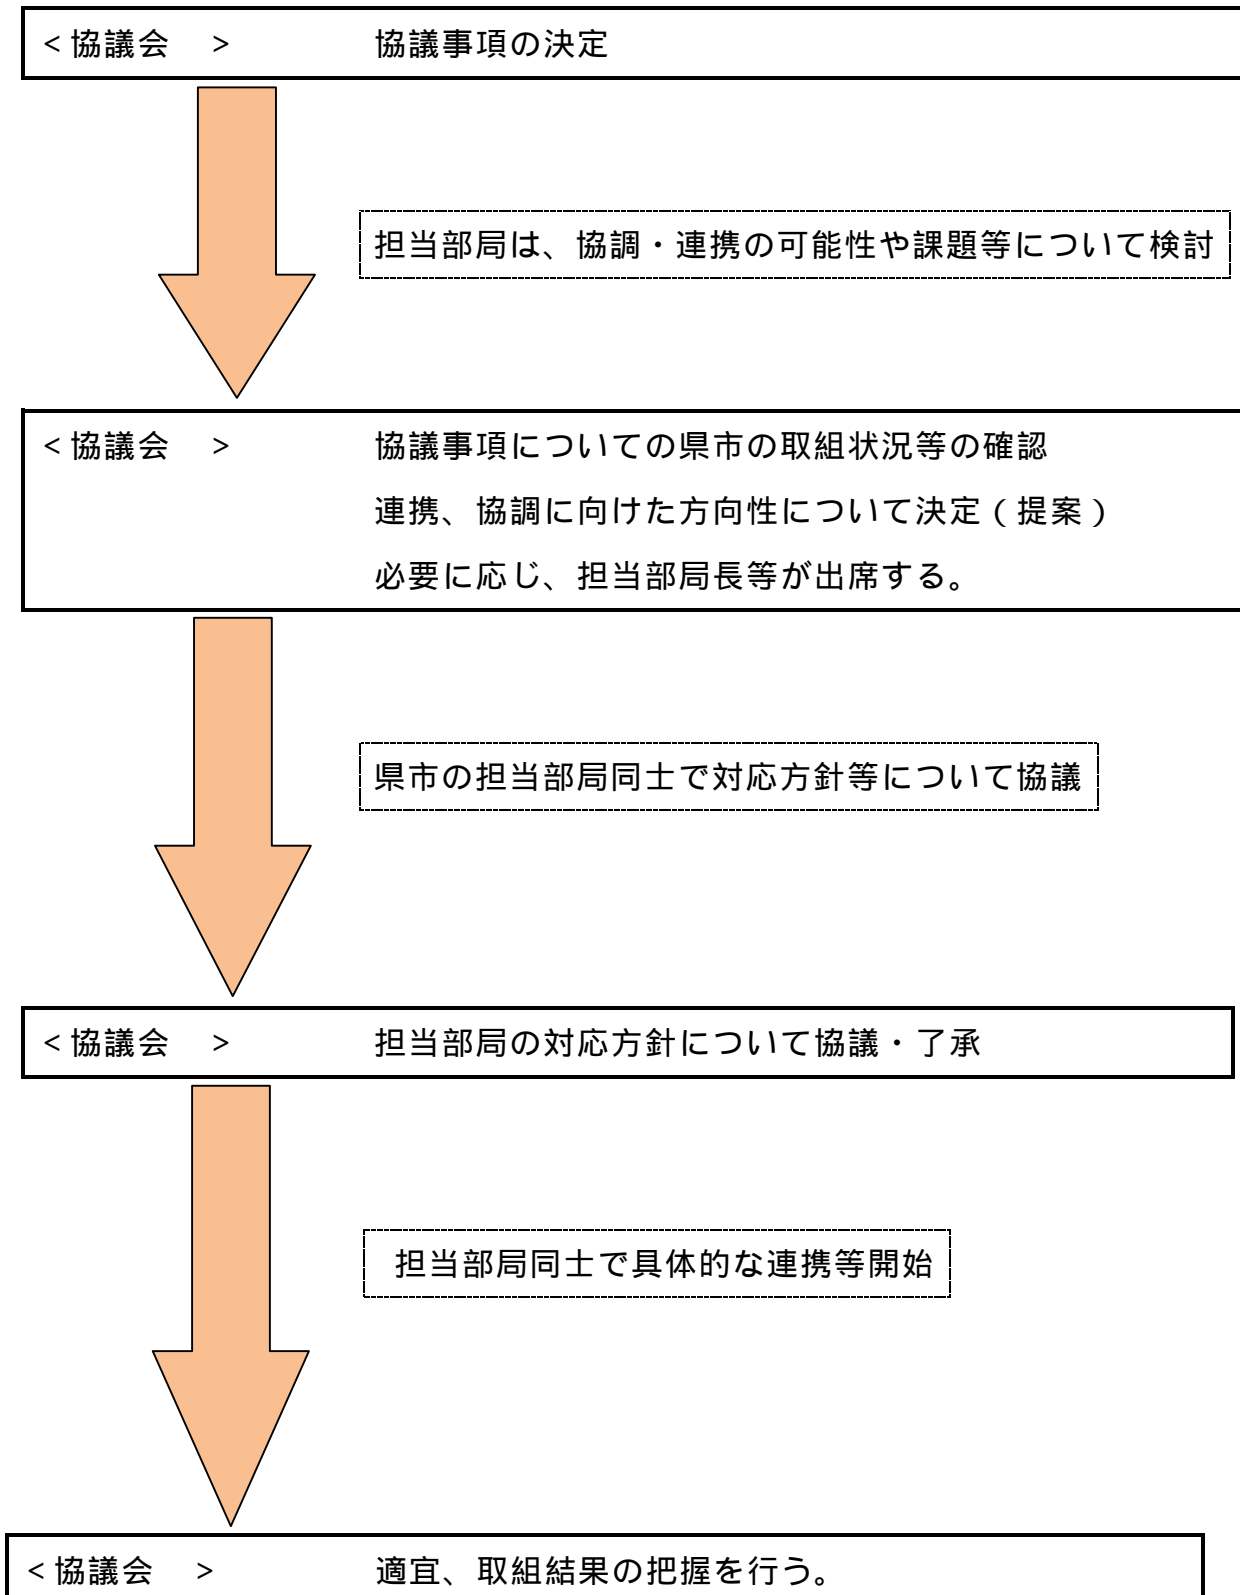 <協議会　>　協議事項の決定
担当部局は、協調・連携の可能性や課題等について検討
<協議会　>　協議事項についての県市の取組状況等の確認
連携、協調に向けた方向性について決定(提案)
必要に応じ、担当部局長等が出席する。
県市の担当部局同士で対応方針等について協議
<協議会　>　担当部局の対応方針について協議・了承
担当部局同士で具体的な連携等開始
<協議会　>　適宜、取組結果の把握を行う。